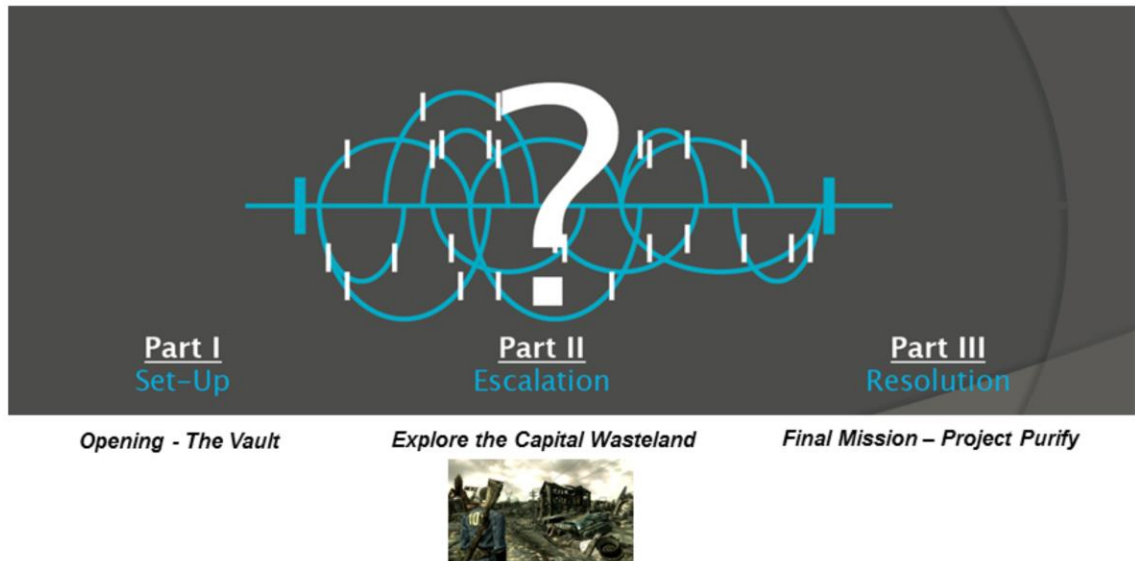 ?
Part I
Set-Up
Part II
Escalation
Part III
Resolution
Opening - The Vault
Explore the Capital Wasteland
Final Mission – Project Purify
10